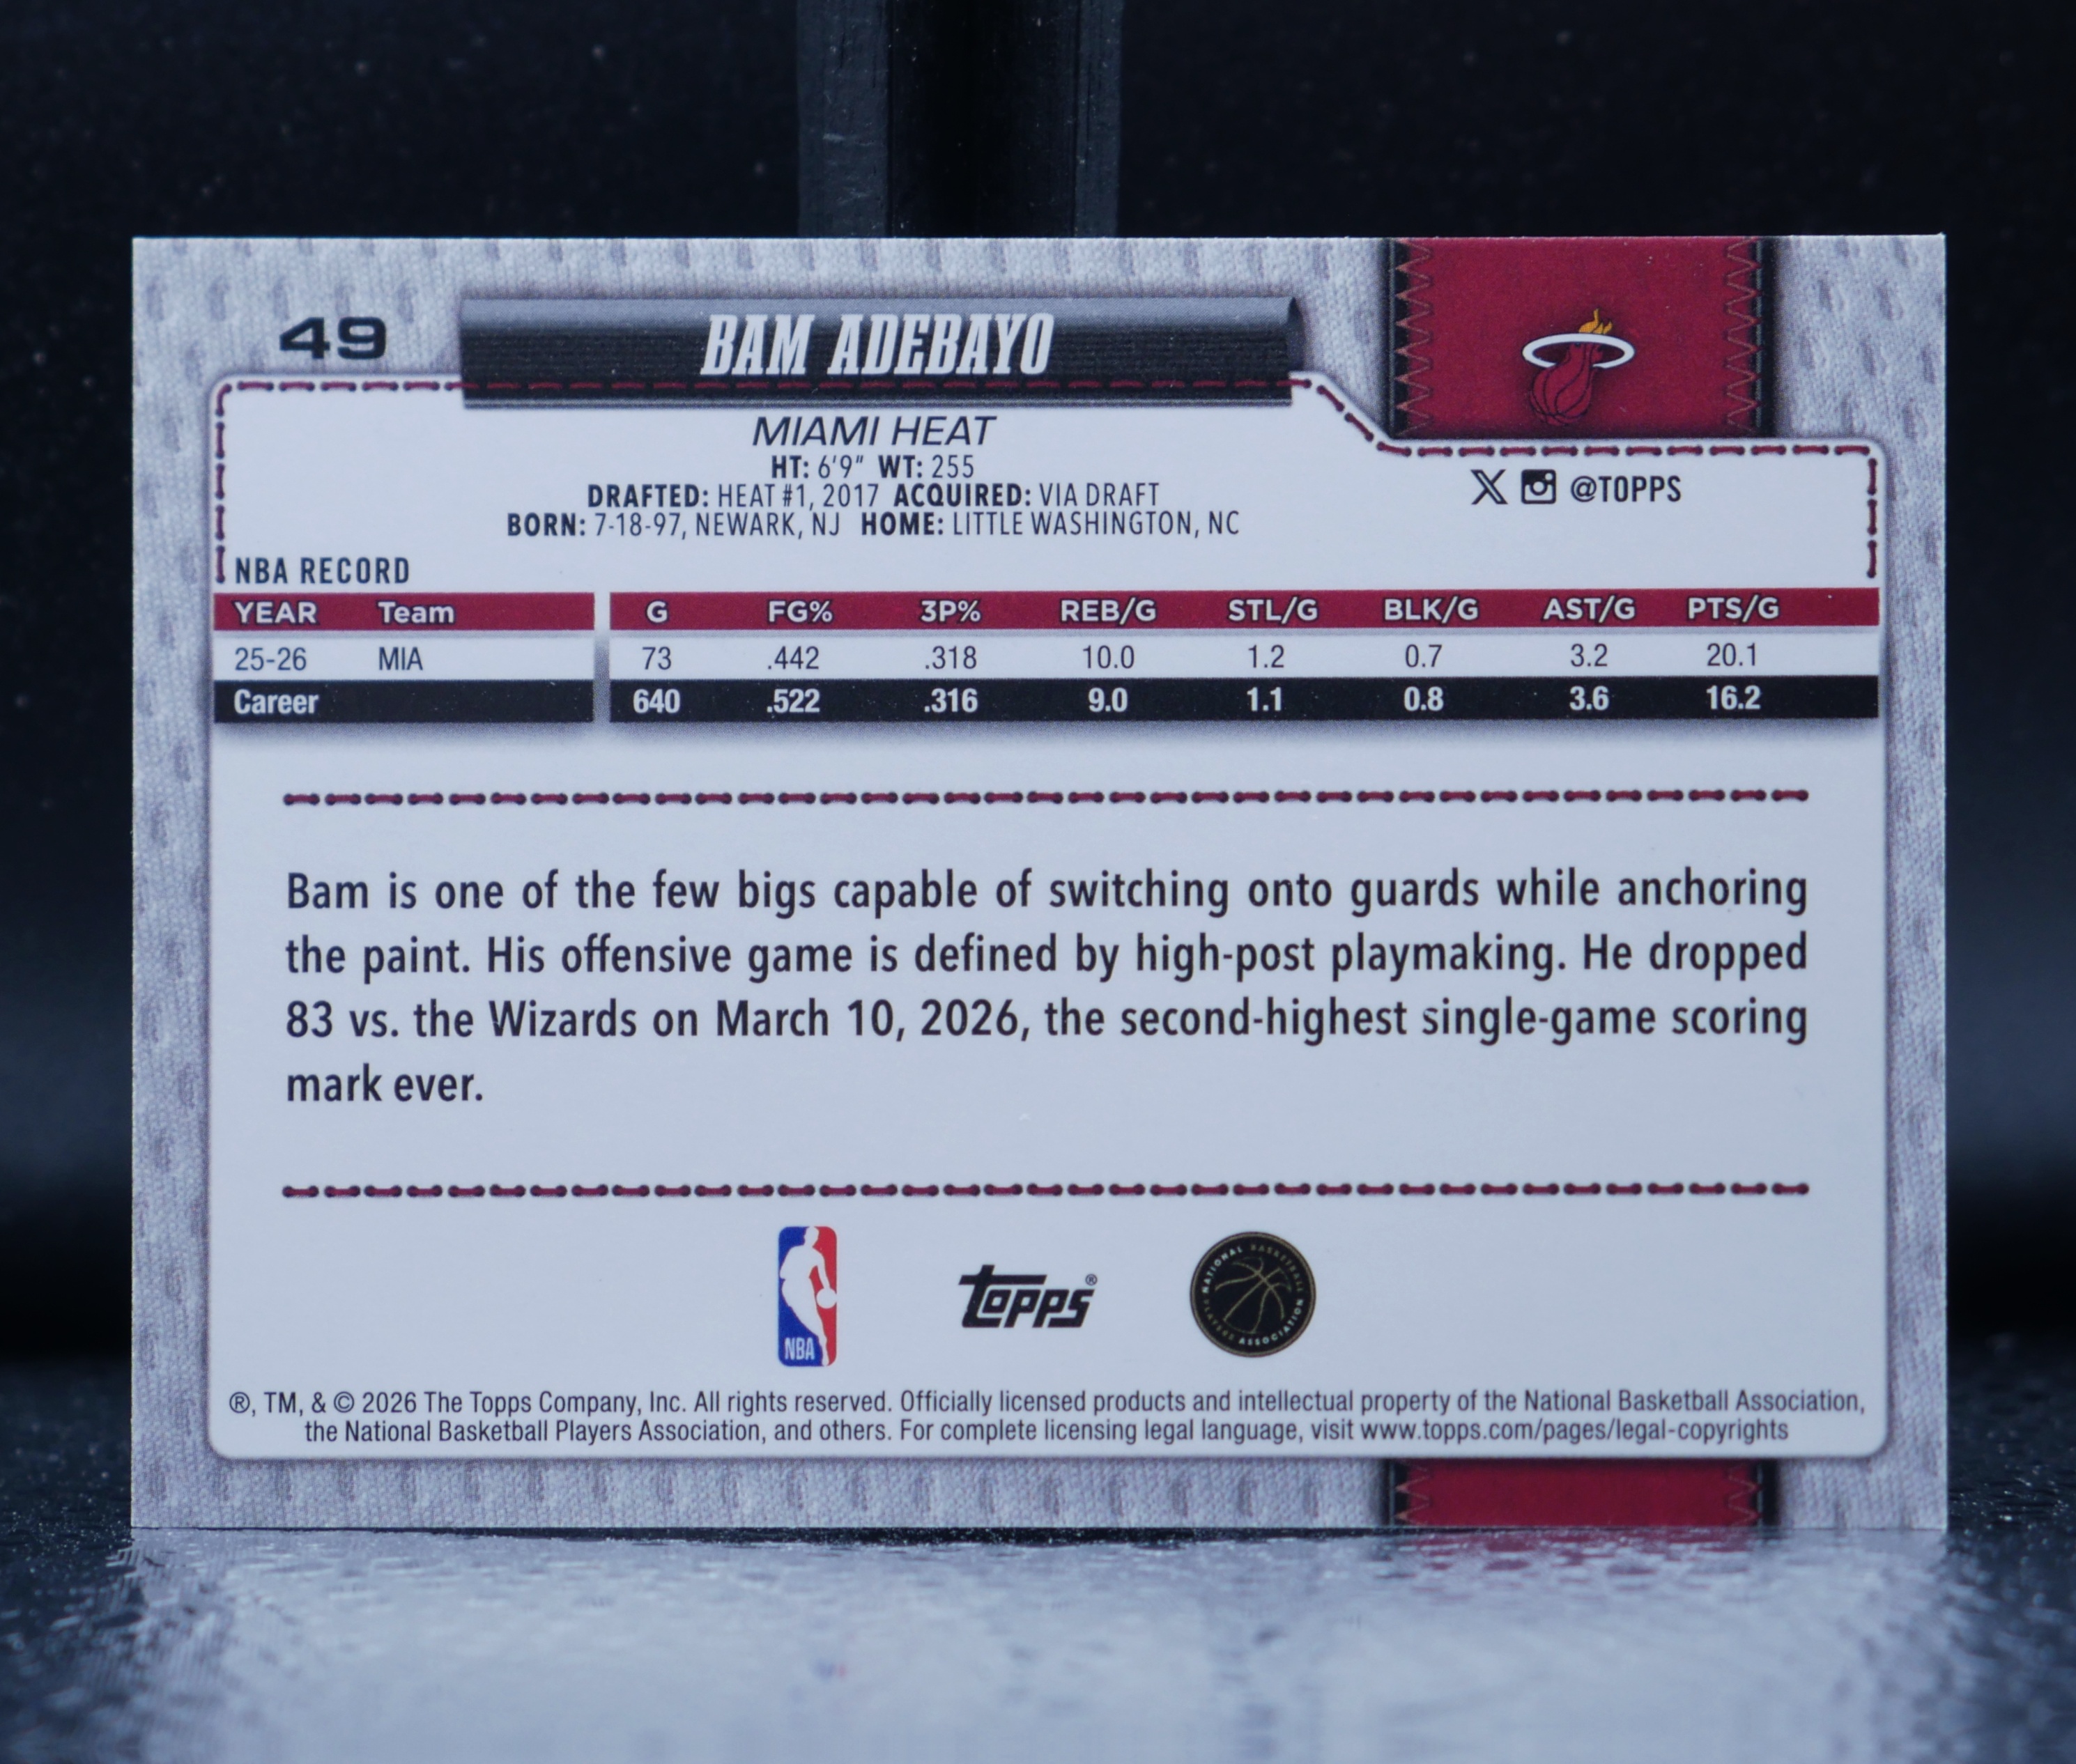 49
BAM ADEBAYO
MIAMI HEAT
HT: 6'9" WT: 255
DRAFTED: HEAT #1, 2017 ACQUIRED: VIA DRAFT
BORN: 7-18-97, NEWARK, NJ HOME: LITTLE WASHINGTON, NC
@TOPPS
NBA RECORD
YEAR Team G FG% 3P% REB/G STL/G BLK/G AST/G PTS/G
25-26 MIA 73 .442 .318 10.0 1.2 0.7 3.2 20.1
Career 640 .522 .316 9.0 1.1 0.8 3.6 16.2
Bam is one of the few bigs capable of switching onto guards while anchoring
the paint. His offensive game is defined by high-post playmaking. He dropped
83 vs. the Wizards on March 10, 2026, the second-highest single-game scoring
mark ever.
NBA
topps®
NATIONAL BASKETBALL PLAYERS ASSOCIATION
®, TM, & © 2026 The Topps Company, Inc. All rights reserved. Officially licensed products and intellectual property of the National Basketball Association,
the National Basketball Players Association, and others. For complete licensing legal language, visit www.topps.com/pages/legal-copyrights